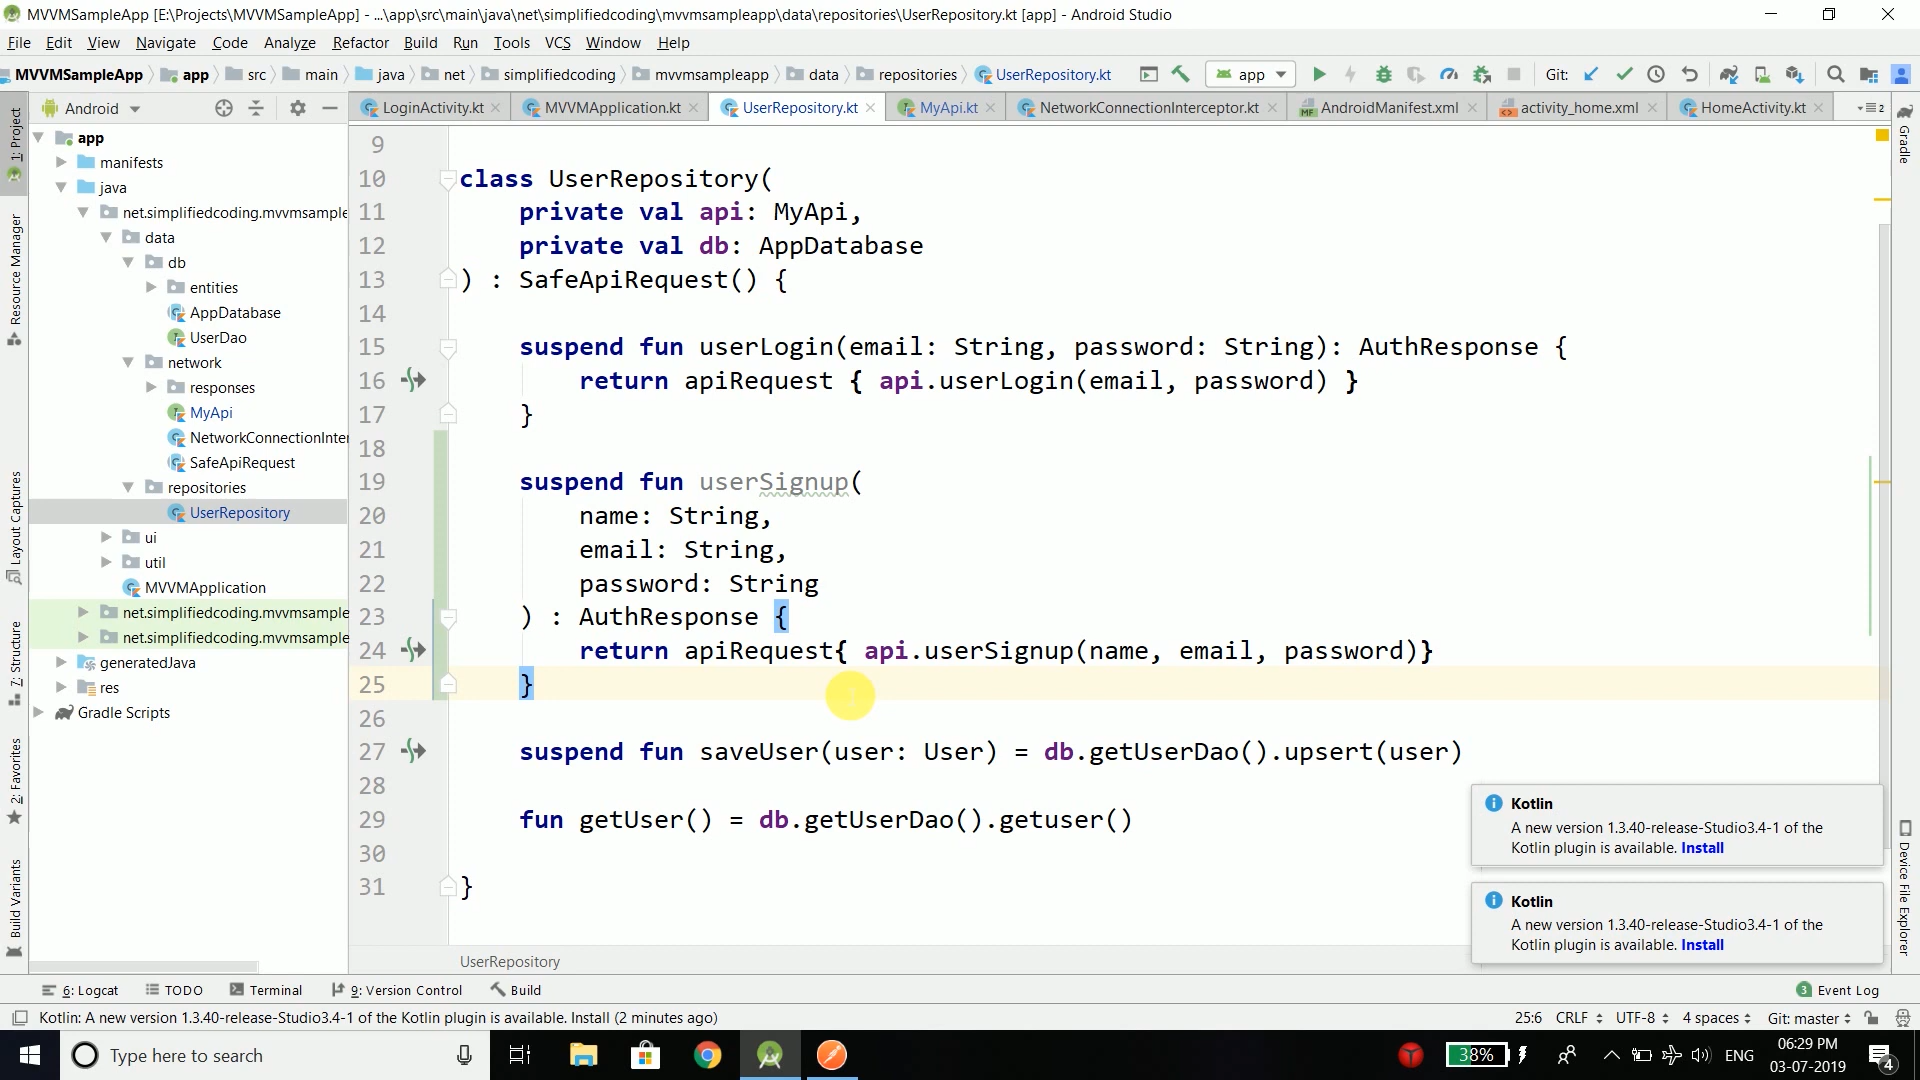 MVVMSampleApp [E:\Projects\MVVMSampleApp] - ...\app\src\main\java\net\simplifiedcoding\mvvmsampleapp\data\repositories\UserRepository.kt [app] - Android Studio
File Edit View Navigate Code Analyze Refactor Build Run Tools VCS Window Help
MVVMSampleApp app src main java net simplifiedcoding mvvmsampleapp data repositories UserRepository.kt app Git:
Android
LoginActivity.kt MVVMApplication.kt UserRepository.kt MyApi.kt NetworkConnectionInterceptor.kt AndroidManifest.xml activity_home.xml HomeActivity.kt 2
1: Project
Resource Manager
Layout Captures
7: Structure
2: Favorites
Build Variants
app
manifests
java
net.simplifiedcoding.mvvmsample
data
db
entities
AppDatabase
UserDao
network
responses
MyApi
NetworkConnectionInter
SafeApiRequest
repositories
UserRepository
ui
util
MVVMApplication
net.simplifiedcoding.mvvmsample
net.simplifiedcoding.mvvmsample
generatedJava
res
Gradle Scripts
9
10 class UserRepository(
11 private val api: MyApi,
12 private val db: AppDatabase
13 ) : SafeApiRequest() {
14
15 suspend fun userLogin(email: String, password: String): AuthResponse {
16 return apiRequest { api.userLogin(email, password) }
17 }
18
19 suspend fun userSignup(
20 name: String,
21 email: String,
22 password: String
23 ) : AuthResponse {
24 return apiRequest{ api.userSignup(name, email, password)}
25 }
26
27 suspend fun saveUser(user: User) = db.getUserDao().upsert(user)
28
29 fun getUser() = db.getUserDao().getuser()
30
31 }
UserRepository
Gradle
Device File Explorer
Kotlin
A new version 1.3.40-release-Studio3.4-1 of the
Kotlin plugin is available. Install
Kotlin
A new version 1.3.40-release-Studio3.4-1 of the
Kotlin plugin is available. Install
6: Logcat TODO Terminal 9: Version Control Build 3 Event Log
Kotlin: A new version 1.3.40-release-Studio3.4-1 of the Kotlin plugin is available. Install (2 minutes ago) 25:6 CRLF UTF-8 4 spaces Git: master
Type here to search 38% ENG 06:29 PM
03-07-2019 4